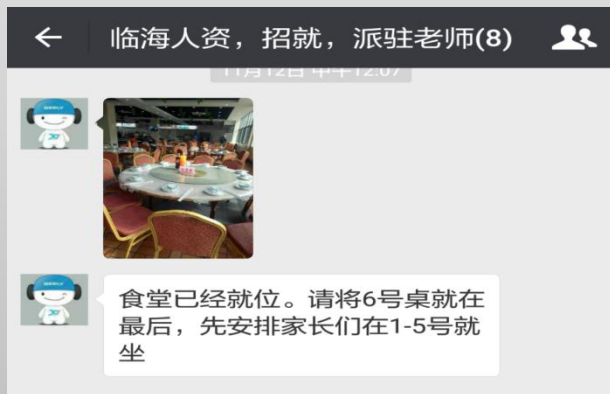 临海人资，招就，派驻老师(8)
11月12日 中午12:07
食堂已经就位。请将6号桌就在
最后，先安排家长们在1-5号就
坐